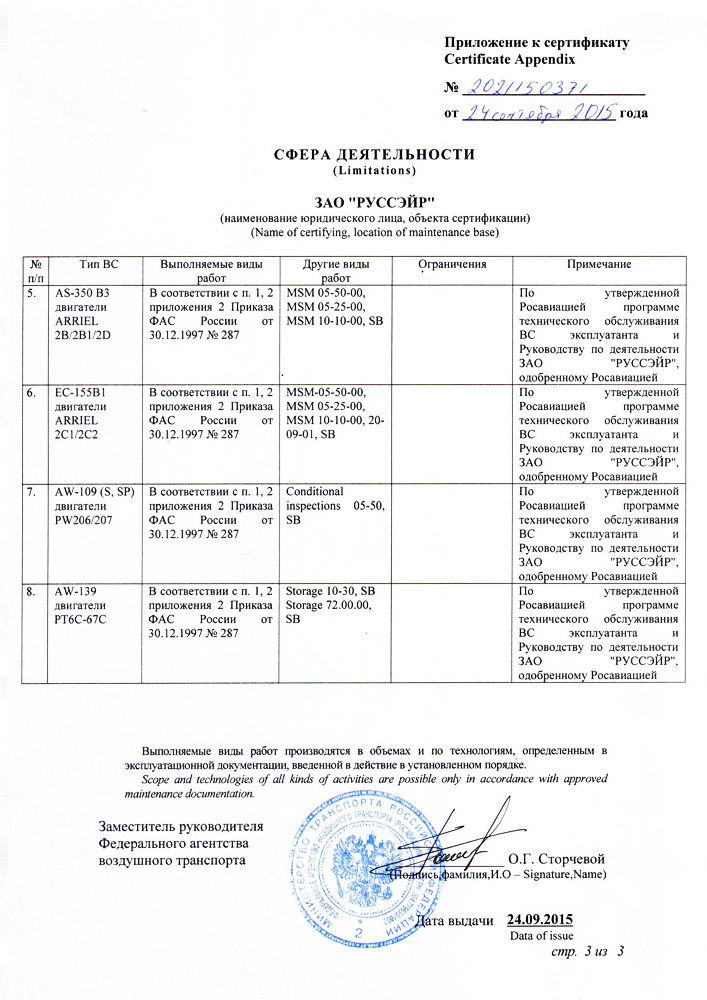 Приложение к сертификату
Certificate Appendix
№ 2021150371
от 24 сентября 2015 года
СФЕРА ДЕЯТЕЛЬНОСТИ
(Limitations)
ЗАО "РУССЭЙР"
(наименование юридического лица, объекта сертификации)
(Name of certifying, location of maintenance base)
№ п/п
Тип ВС
Выполняемые виды
работ
Другие виды
работ
Ограничения
Примечание
5.
AS-350 B3
двигатели
ARRIEL
2B/2B1/2D
В соответствии с п. 1, 2
приложения 2 Приказа
ФАС России от
30.12.1997 № 287
MSM 05-50-00,
MSM 05-25-00,
MSM 10-10-00, SB
По утвержденной
Росавиацией программе
технического обслуживания
ВС эксплуатанта и
Руководству по деятельности
ЗАО "РУССЭЙР",
одобренному Росавиацией
6.
EC-155B1
двигатели
ARRIEL
2C1/2C2
В соответствии с п. 1, 2
приложения 2 Приказа
ФАС России от
30.12.1997 № 287
MSM-05-50-00,
MSM 05-25-00,
MSM 10-10-00, 20-
09-01, SB
По утвержденной
Росавиацией программе
технического обслуживания
ВС эксплуатанта и
Руководству по деятельности
ЗАО "РУССЭЙР",
одобренному Росавиацией
7.
AW-109 (S, SP)
двигатели
PW206/207
В соответствии с п. 1, 2
приложения 2 Приказа
ФАС России от
30.12.1997 № 287
Conditional
inspections 05-50,
SB
По утвержденной
Росавиацией программе
технического обслуживания
ВС эксплуатанта и
Руководству по деятельности
ЗАО "РУССЭЙР",
одобренному Росавиацией
8.
AW-139
двигатели
PT6C-67C
В соответствии с п. 1, 2
приложения 2 Приказа
ФАС России от
30.12.1997 № 287
Storage 10-30, SB
Storage 72.00.00,
SB
По утвержденной
Росавиацией программе
технического обслуживания
ВС эксплуатанта и
Руководству по деятельности
ЗАО "РУССЭЙР",
одобренному Росавиацией
Выполняемые виды работ производятся в объемах и по технологиям, определенным в
эксплуатационной документации, введенной в действие в установленном порядке.
Scope and technologies of all kinds of activities are possible only in accordance with approved
maintenance documentation.
Заместитель руководителя
Федерального агентства
воздушного транспорта
О.Г. Сторчевой
(Подпись,фамилия,И.О – Signature,Name)
МИНИСТЕРСТВО ТРАНСПОРТА РОССИЙСКОЙ ФЕДЕРАЦИИ
* 2
Дата выдачи 24.09.2015
Data of issue
стр. 3 из 3